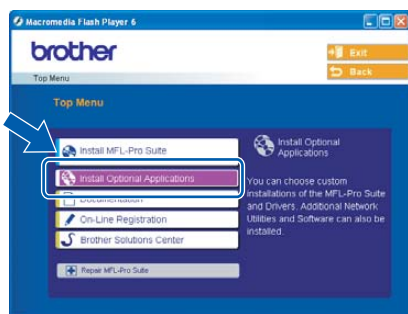 Macromedia Flash Player 6
brother
Exit
Back
Top Menu
Top Menu
Install MFL-Pro Suite
Install Optional Applications
Documentation
On-Line Registration
Brother Solutions Center
Repair MFL-Pro Suite
Install Optional
Applications
You can choose custom
installations of the MFL-Pro Suite
and Drivers. Additional Network
Utilities and Software can also be
installed.